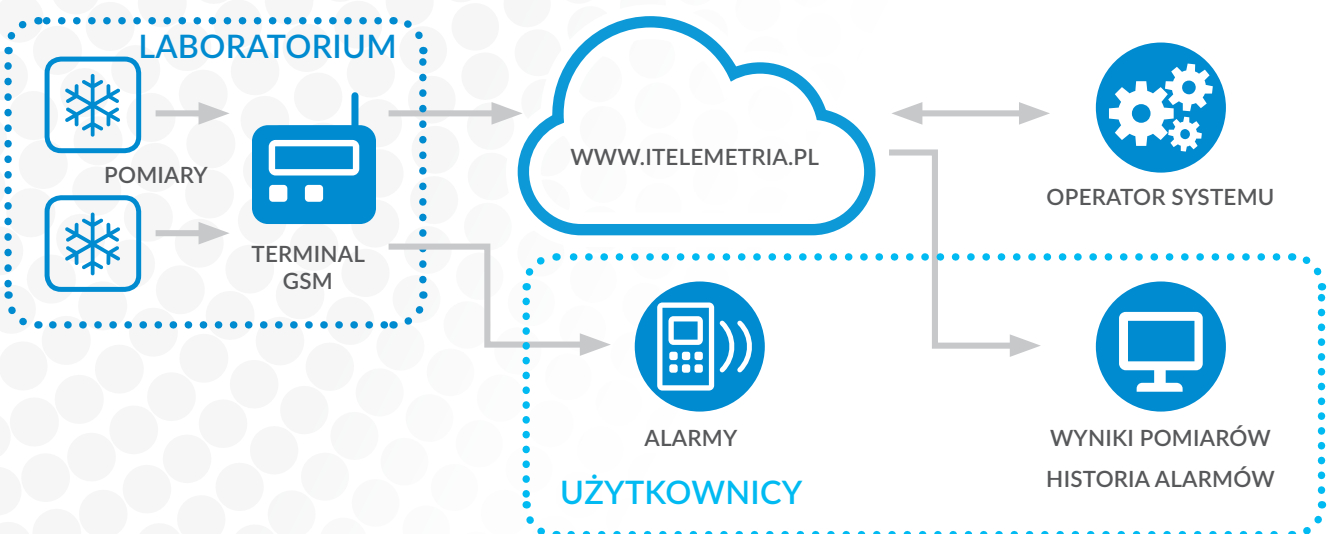 LABORATORIUM
POMIARY
TERMINAL
GSM
WWW.ITELEMETRIA.PL
OPERATOR SYSTEMU
ALARMY
UŻYTKOWNICY
WYNIKI POMIARÓW
HISTORIA ALARMÓW